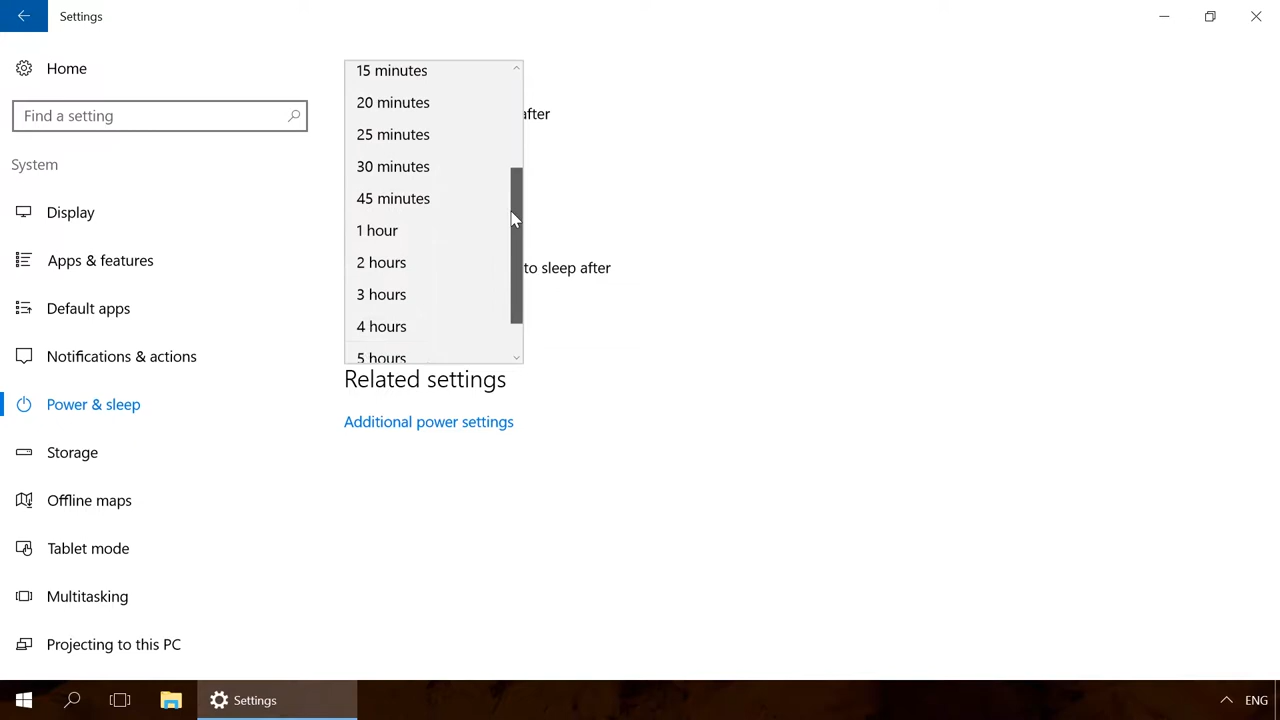 Settings
Home
Find a setting
System
Display
Apps & features
Default apps
Notifications & actions
Power & sleep
Storage
Offline maps
Tablet mode
Multitasking
Projecting to this PC
15 minutes
20 minutes
25 minutes
30 minutes
45 minutes
1 hour
2 hours
3 hours
4 hours
5 hours
after
to sleep after
Related settings
Additional power settings
Settings
ENG